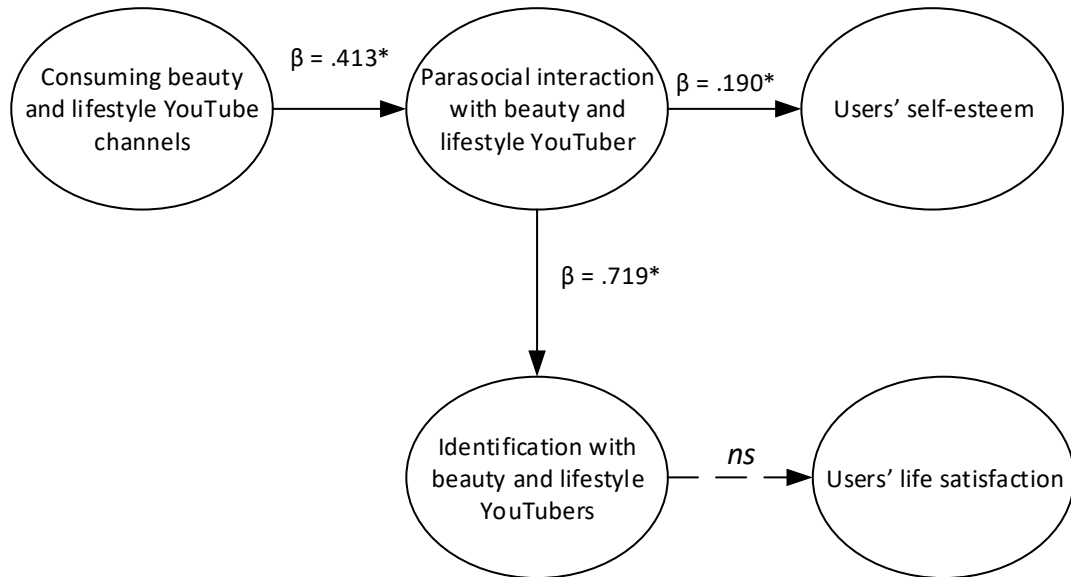 Consuming beauty
and lifestyle YouTube
channels
β = .413*
Parasocial interaction
with beauty and
lifestyle YouTuber
β = .190*
Users’ self-esteem
β = .719*
Identification with
beauty and lifestyle
YouTubers
ns
Users’ life satisfaction